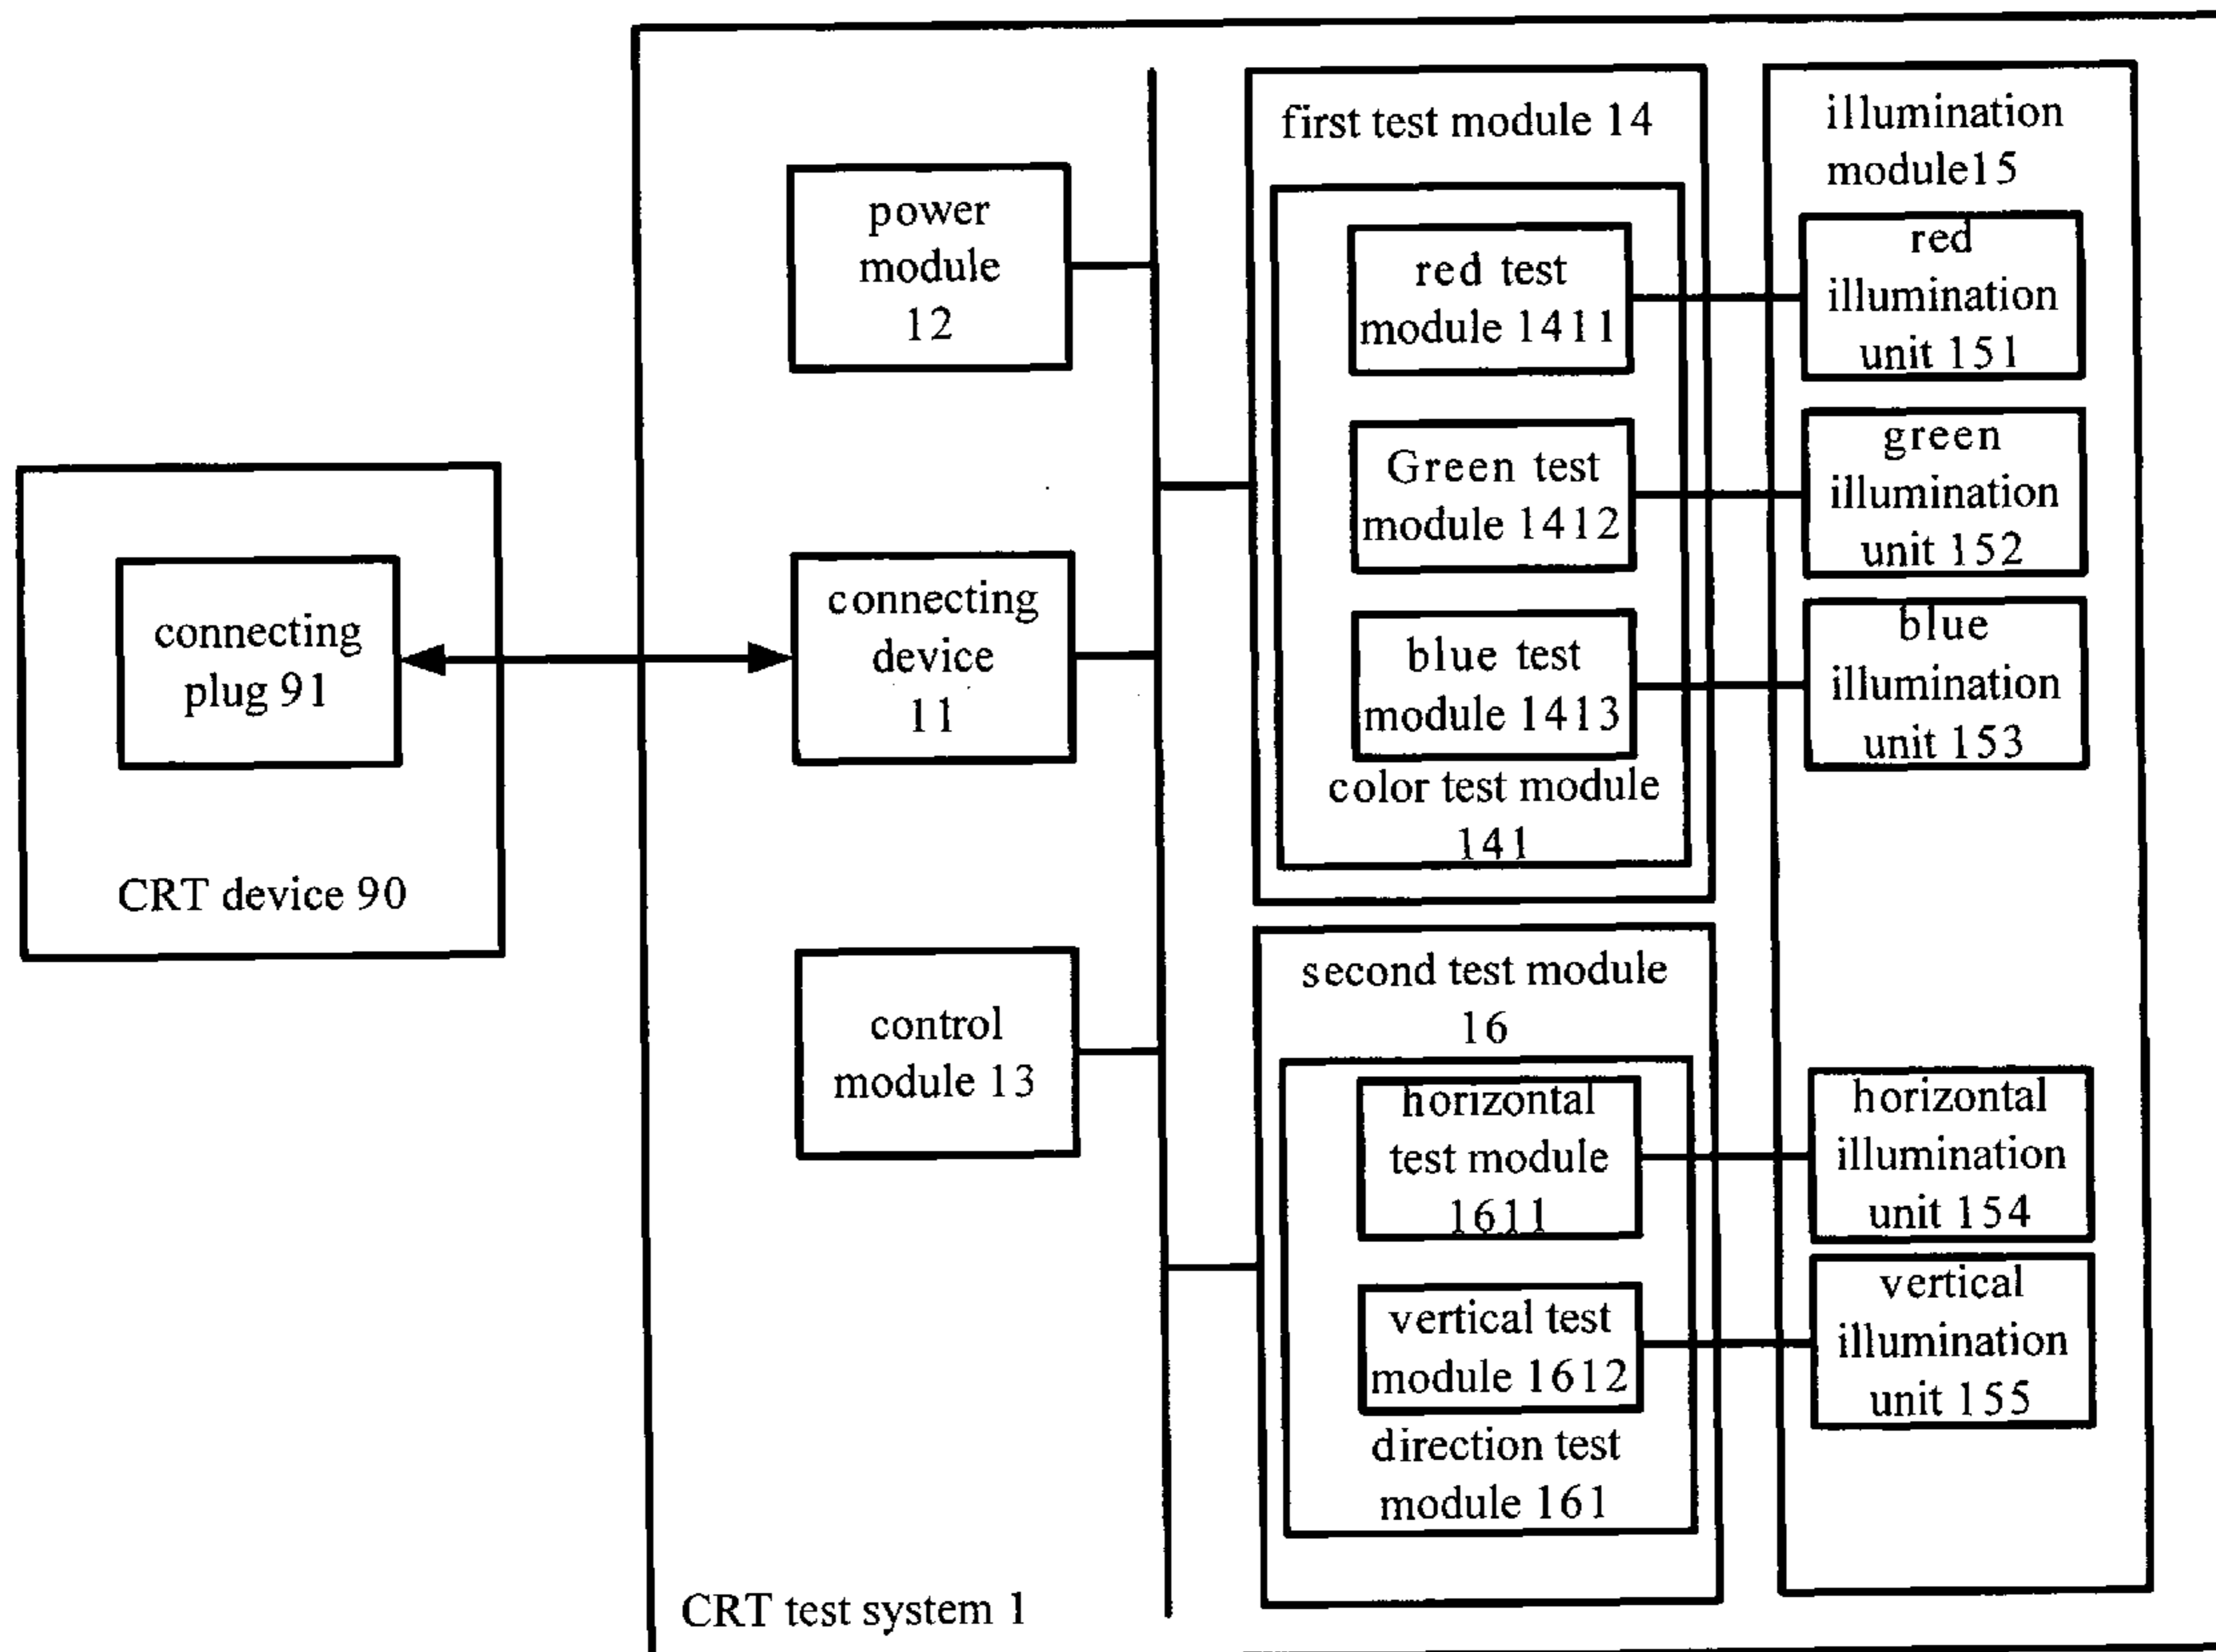 connecting
plug 91
CRT device 90
power
module
12
connecting
device
11
control
module 13
CRT test system 1
first test module 14
red test
module 1411
Green test
module 1412
blue test
module 1413
color test module
141
second test module
16
horizontal
test module
1611
vertical test
module 1612
direction test
module 161
illumination
module15
red
illumination
unit 151
green
illumination
unit 152
blue
illumination
unit 153
horizontal
illumination
unit 154
vertical
illumination
unit 155